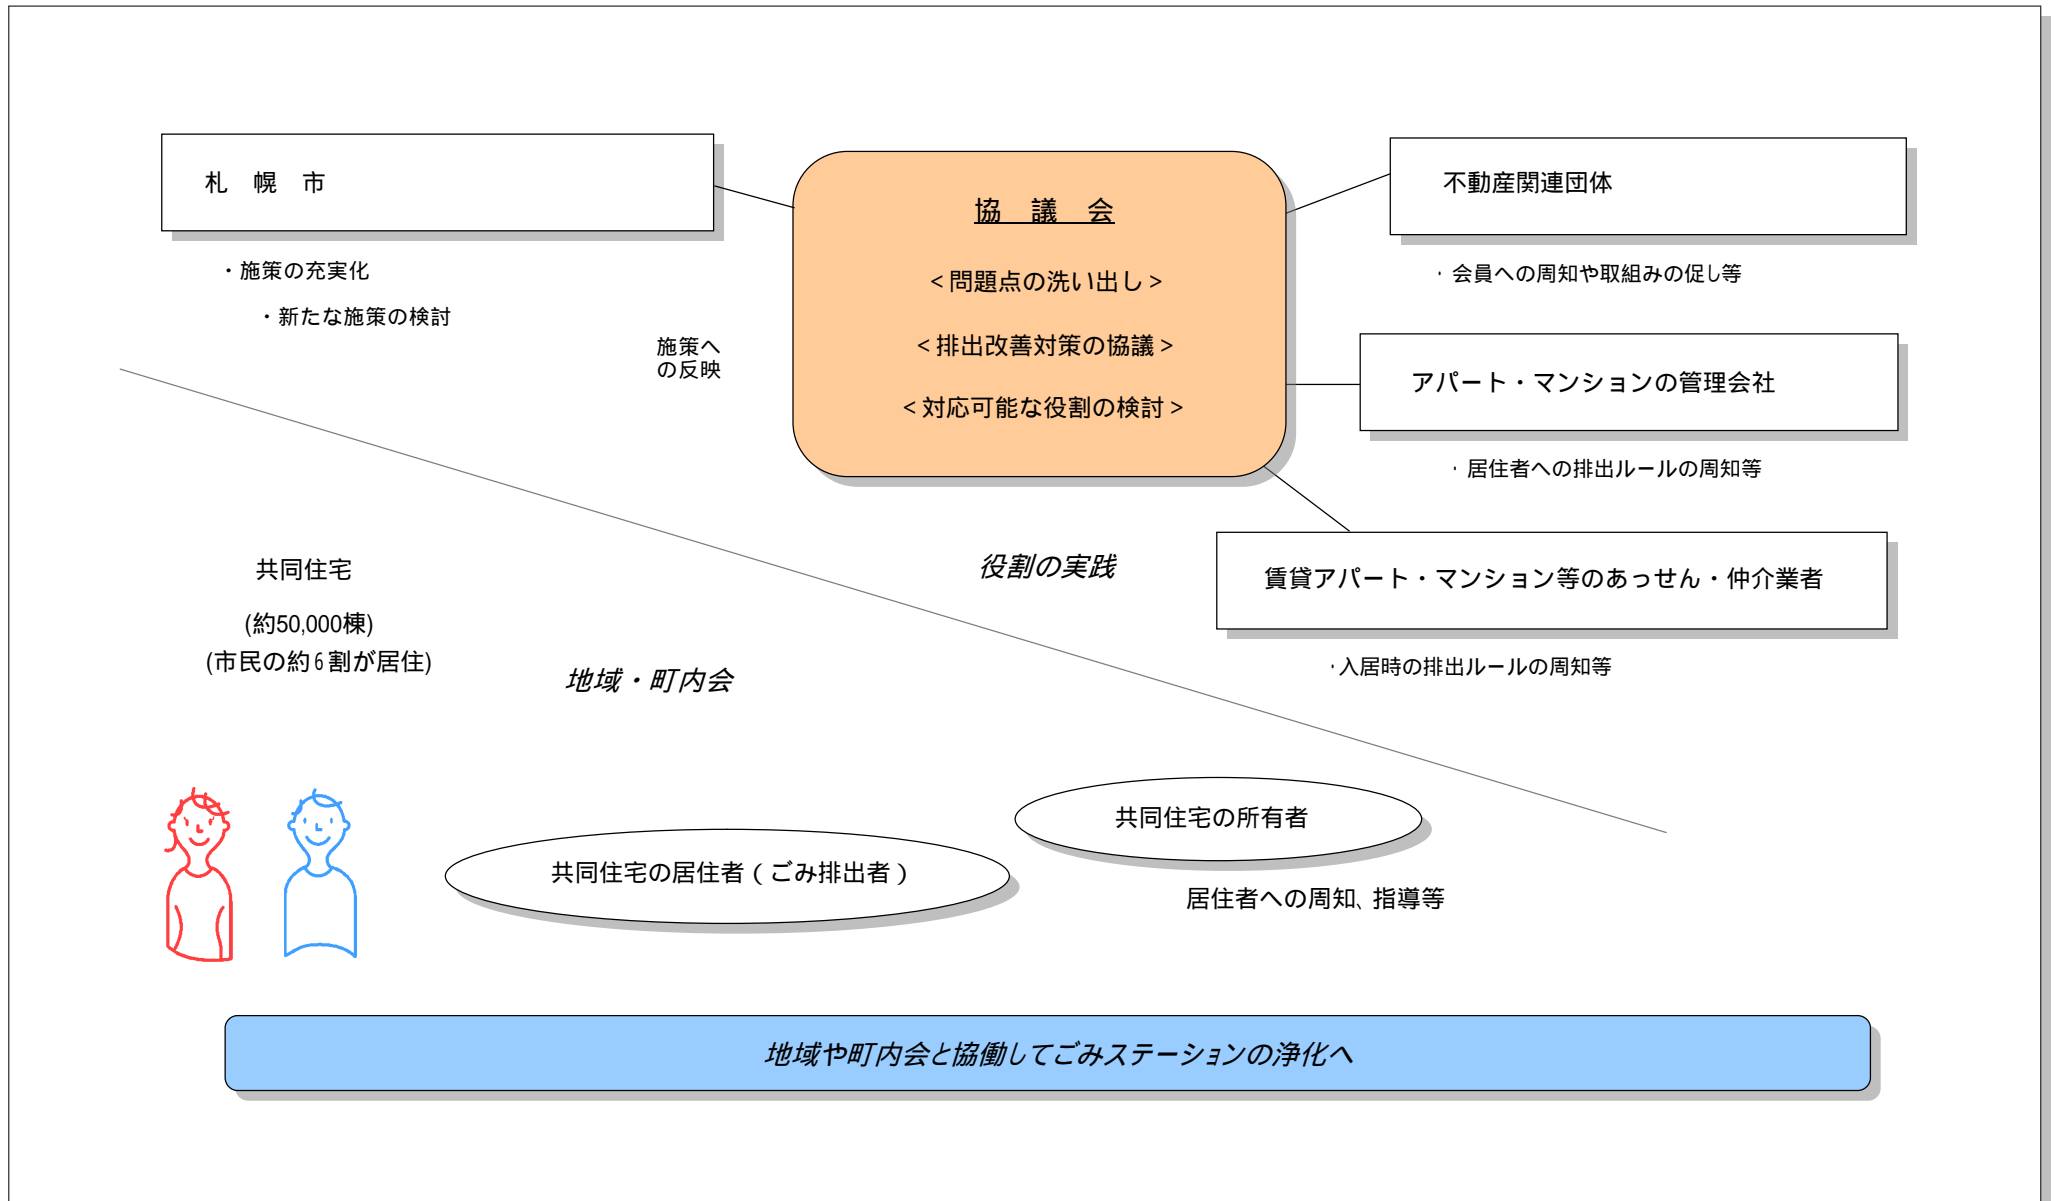 札　幌　市
・施策の充実化
・新たな施策の検討
施策へ
の反映
協　議　会
＜問題点の洗い出し＞
＜排出改善対策の協議＞
＜対応可能な役割の検討＞
不動産関連団体
・会員への周知や取組みの促し等
アパート・マンションの管理会社
・居住者への排出ルールの周知等
役割の実践
賃貸アパート・マンション等のあっせん・仲介業者
・入居時の排出ルールの周知等
共同住宅
(約50,000棟)
(市民の約6割が居住)
地域・町内会
共同住宅の所有者
共同住宅の居住者（ごみ排出者）
居住者への周知、指導等
地域や町内会と協働してごみステーションの浄化へ